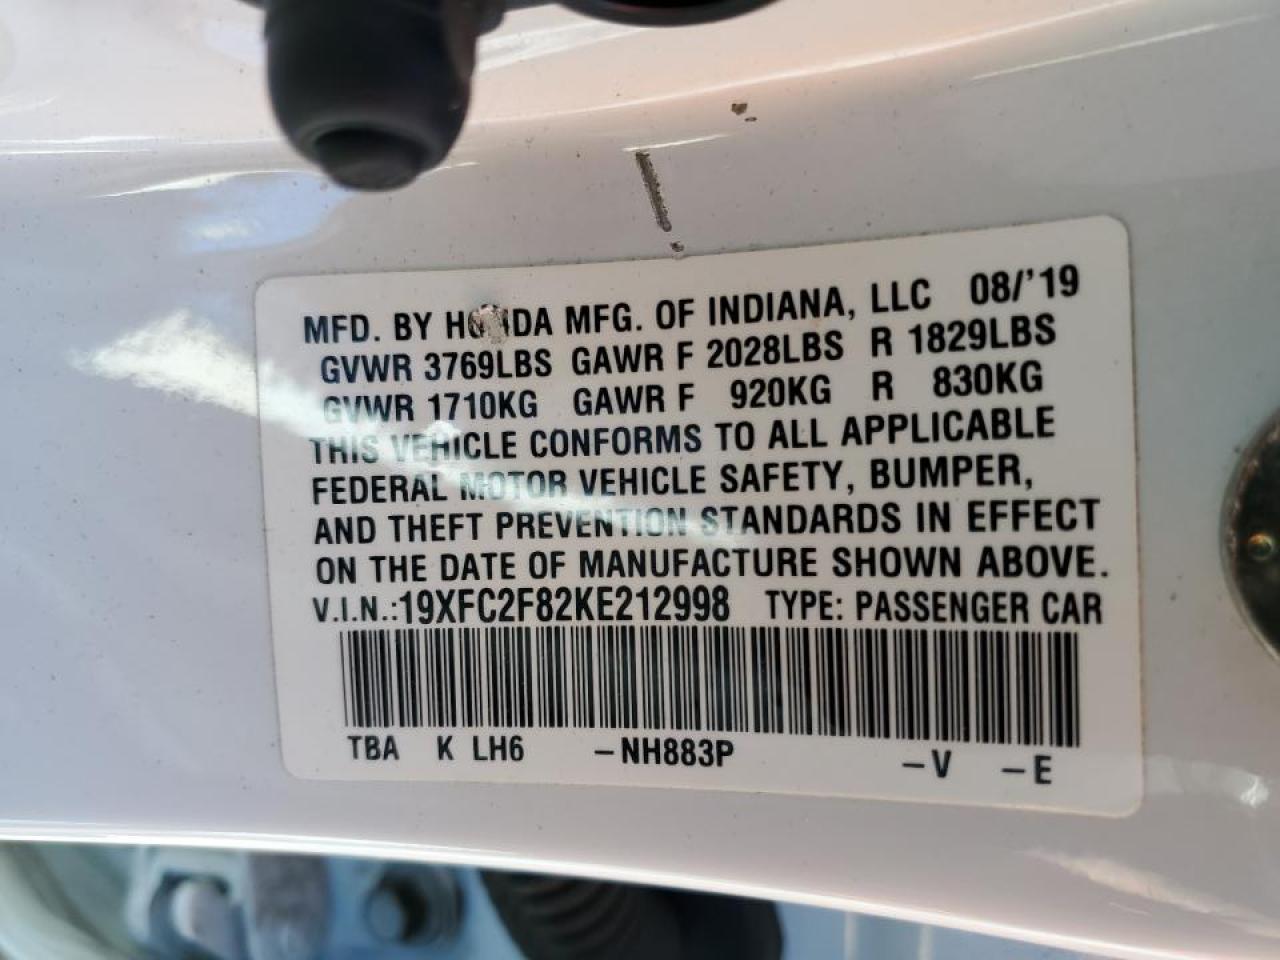 MFD. BY HONDA MFG. OF INDIANA, LLC 08/'19
GVWR 3769LBS GAWR F 2028LBS R 1829LBS
GVWR 1710KG GAWR F 920KG R 830KG
THIS VEHICLE CONFORMS TO ALL APPLICABLE
FEDERAL MOTOR VEHICLE SAFETY, BUMPER,
AND THEFT PREVENTION STANDARDS IN EFFECT
ON THE DATE OF MANUFACTURE SHOWN ABOVE.
V.I.N.:19XFC2F82KE212998 TYPE: PASSENGER CAR
TBA K LH6 -NH883P -V -E